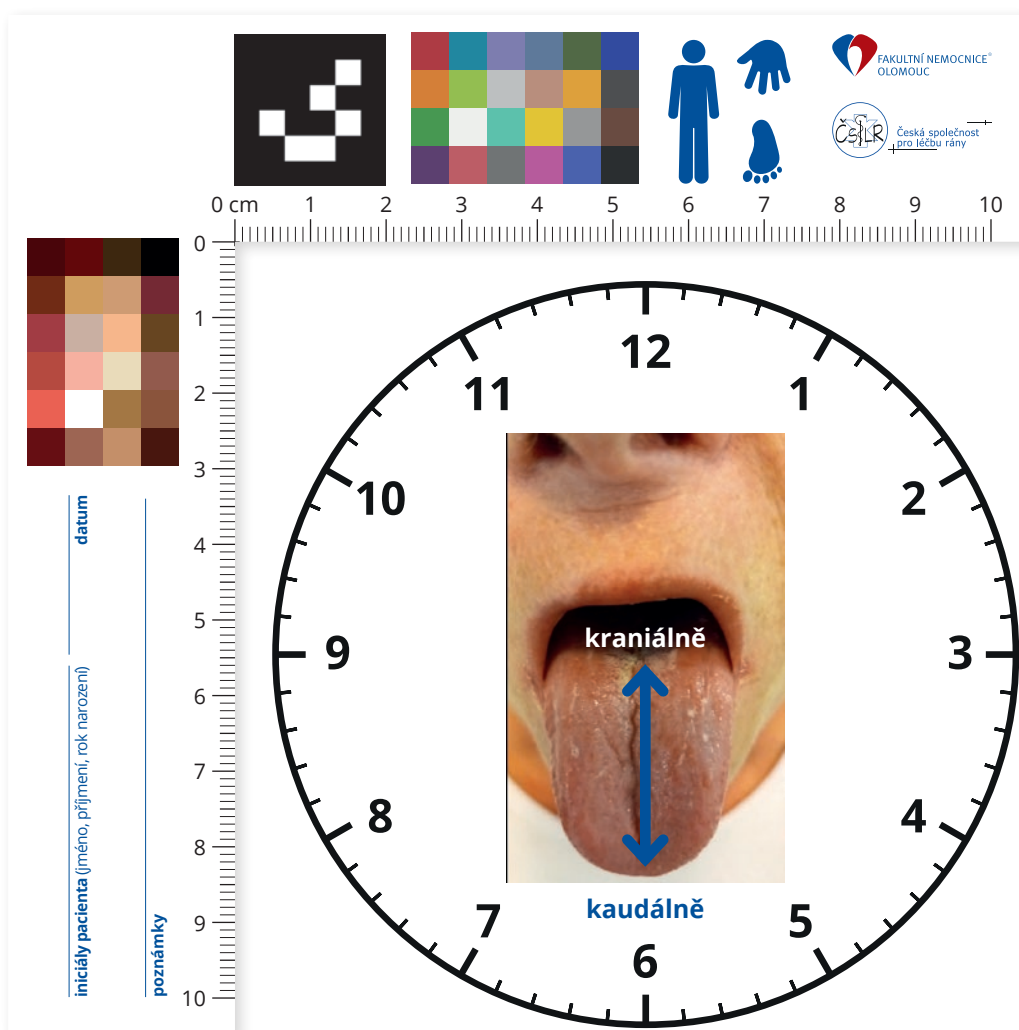 FAKULTNÍ NEMOCNICE®
OLOMOUC
ČSLR
Česká společnost
pro léčbu rány
0 cm 1 2 3 4 5 6 7 8 9 10
0
1
2
3
4
5
6
7
8
9
10
datum
iniciály pacienta (jméno, příjmení, rok narození)
poznámky
12
11 1
10 2
9 3
8 4
7 5
6
kraniálně
kaudálně